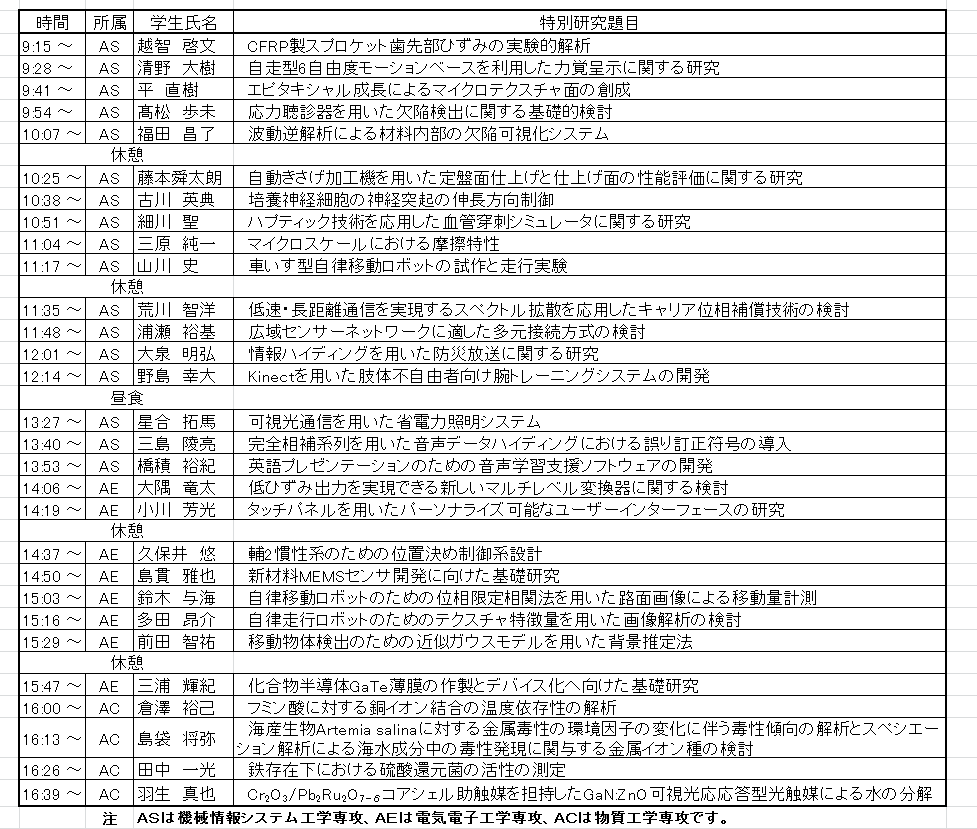 時間 所属 学生氏名 特別研究題目
9:15 ～ AS 越智 啓文 CFRP製スプロケット歯先部ひずみの実験的解析
9:28 ～ AS 清野 大樹 自走型6自由度モーションベースを利用した力覚呈示に関する研究
9:41 ～ AS 平 直樹 エピタキシャル成長によるマイクロテクスチャ面の創成
9:54 ～ AS 髙松 歩未 応力聴診器を用いた欠陥検出に関する基礎的検討
10:07 ～ AS 福田 昌了 波動逆解析による材料内部の欠陥可視化システム
休憩
10:25 ～ AS 藤本舜太朗 自動きさげ加工機を用いた定盤面仕上げと仕上げ面の性能評価に関する研究
10:38 ～ AS 古川 英典 培養神経細胞の神経突起の伸長方向制御
10:51 ～ AS 細川 聖 ハプティック技術を応用した血管穿刺シミュレータに関する研究
11:04 ～ AS 三原 純一 マイクロスケールにおける摩擦特性
11:17 ～ AS 山川 史 車いす型自律移動ロボットの試作と走行実験
休憩
11:35 ～ AS 荒川 智洋 低速・長距離通信を実現するスペクトル拡散を応用したキャリア位相補償技術の検討
11:48 ～ AS 浦瀬 裕基 広域センサーネットワークに適した多元接続方式の検討
12:01 ～ AS 大泉 明弘 情報ハイディングを用いた防災放送に関する研究
12:14 ～ AS 野島 幸大 Kinectを用いた肢体不自由者向け腕トレーニングシステムの開発
昼食
13:27 ～ AS 星合 拓馬 可視光通信を用いた省電力照明システム
13:40 ～ AS 三島 陵亮 完全相補系列を用いた音声データハイディングにおける誤り訂正符号の導入
13:53 ～ AS 橋積 裕紀 英語プレゼンテーションのための音声学習支援ソフトウェアの開発
14:06 ～ AE 大隅 竜太 低ひずみ出力を実現できる新しいマルチレベル変換器に関する検討
14:19 ～ AE 小川 芳光 タッチパネルを用いたパーソナライズ可能なユーザーインターフェースの研究
休憩
14:37 ～ AE 久保井 悠 輔2慣性系のための位置決め制御系設計
14:50 ～ AE 島貫 雅也 新材料MEMSセンサ開発に向けた基礎研究
15:03 ～ AE 鈴木 与海 自律移動ロボットのための位相限定相関法を用いた路面画像による移動量計測
15:16 ～ AE 多田 昂介 自律走行ロボットのためのテクスチャ特徴量を用いた画像解析の検討
15:29 ～ AE 前田 智祐 移動物体検出のための近似ガウスモデルを用いた背景推定法
休憩
15:47 ～ AE 三浦 輝紀 化合物半導体GaTe薄膜の作製とデバイス化へ向けた基礎研究
16:00 ～ AC 倉澤 裕己 フミン酸に対する銅イオン結合の温度依存性の解析
16:13 ～ AC 島袋 将弥 海産生物Artemia salinaに対する金属毒性の環境因子の変化に伴う毒性傾向の解析とスペシエー
ション解析による海水成分中の毒性発現に関与する金属イオン種の検討
16:26 ～ AC 田中 一光 鉄存在下における硫酸還元菌の活性の測定
16:39 ～ AC 羽生 真也 Cr₂O₃/Pb₂Ru₂O₇₋δコアシェル助触媒を担持したGaN:ZnO可視光応応答型光触媒による水の分解
注 ASは機械情報システム工学専攻、AEは電気電子工学専攻、ACは物質工学専攻です。